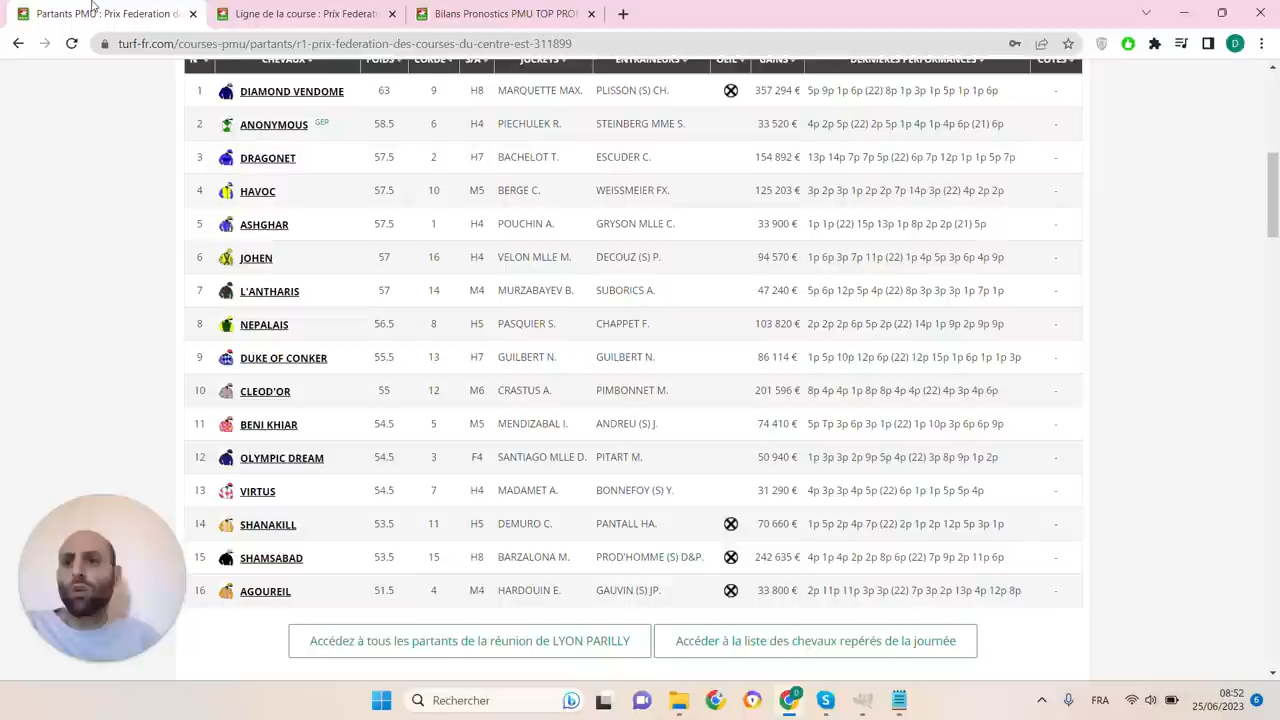 Partants PMU : Prix Federation d
Ligne de la course : Prix Federati
Bilans Pronostics PMU TOP PRO
turf-fr.com/courses-pmu/partants/r1-prix-federation-des-courses-du-centre-est-311899
D
N° CHEVAUX POIDS CORDE S/A JOCKEYS ENTRAÎNEURS OEIL GAINS DERNIÈRES PERFORMANCES COTES
1 DIAMOND VENDOME 63 9 H8 MARQUETTE MAX. PLISSON (S) CH. 357 294 € 5p 9p 1p 6p (22) 8p 1p 3p 1p 5p 1p 1p 6p -
2 ANONYMOUS GER 58.5 6 H4 PIECHULEK R. STEINBERG MME S. 33 520 € 4p 2p 5p (22) 2p 5p 1p 4p 1p 4p 6p (21) 6p -
3 DRAGONET 57.5 2 H7 BACHELOT T. ESCUDER C. 154 892 € 13p 14p 7p 7p 5p (22) 6p 7p 12p 1p 1p 5p 7p -
4 HAVOC 57.5 10 M5 BERGE C. WEISSMEIER FX. 125 203 € 3p 2p 3p 1p 2p 2p 7p 14p 3p (22) 4p 2p 2p -
5 ASHGHAR 57.5 1 H4 POUCHIN A. GRYSON MLLE C. 33 900 € 1p 1p (22) 15p 13p 1p 8p 2p 2p (21) 5p -
6 JOHEN 57 16 H4 VELON MLLE M. DECOUZ (S) P. 94 570 € 1p 6p 3p 7p 11p (22) 1p 4p 5p 3p 6p 4p 9p -
7 L'ANTHARIS 57 14 M4 MURZABAYEV B. SUBORICS A. 47 240 € 5p 6p 12p 5p 4p (22) 8p 3p 3p 3p 1p 7p 1p -
8 NEPALAIS 56.5 8 H5 PASQUIER S. CHAPPET F. 103 820 € 2p 2p 2p 6p 5p 2p (22) 14p 1p 9p 2p 9p 9p -
9 DUKE OF CONKER 55.5 13 H7 GUILBERT N. GUILBERT N. 86 114 € 1p 5p 10p 12p 6p (22) 12p 15p 1p 6p 1p 1p 3p -
10 CLEOD'OR 55 12 M6 CRASTUS A. PIMBONNET M. 201 596 € 8p 4p 4p 1p 8p 8p 4p 4p (22) 4p 3p 4p 6p -
11 BENI KHIAR 54.5 5 M5 MENDIZABAL I. ANDREU (S) J. 74 410 € 5p Tp 3p 6p 3p 1p (22) 1p 10p 3p 6p 6p 9p -
12 OLYMPIC DREAM 54.5 3 F4 SANTIAGO MLLE D. PITART M. 50 940 € 1p 3p 3p 2p 9p 5p 4p (22) 3p 8p 9p 1p 2p -
13 VIRTUS 54.5 7 H4 MADAMET A. BONNEFOY (S) Y. 31 290 € 4p 3p 3p 4p 5p (22) 6p 1p 1p 5p 5p 4p -
14 SHANAKILL 53.5 11 H5 DEMURO C. PANTALL HA. 70 660 € 1p 5p 2p 4p 7p (22) 2p 1p 2p 12p 5p 3p 1p -
15 SHAMSABAD 53.5 15 H8 BARZALONA M. PROD'HOMME (S) D&P. 242 635 € 4p 1p 4p 2p 2p 8p 6p (22) 7p 9p 2p 11p 6p -
16 AGOUREIL 51.5 4 M4 HARDOUIN E. GAUVIN (S) JP. 33 800 € 2p 11p 11p 3p 3p (22) 7p 3p 2p 13p 4p 12p 8p -
Accédez à tous les partants de la réunion de LYON PARILLY
Accéder à la liste des chevaux repérés de la journée
Rechercher
FRA
08:52
25/06/2023
6